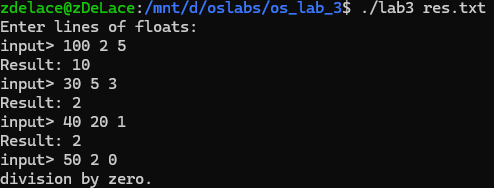 zdelace@zDeLace:/mnt/d/oslabs/os_lab_3$ ./lab3 res.txt
Enter lines of floats:
input> 100 2 5
Result: 10
input> 30 5 3
Result: 2
input> 40 20 1
Result: 2
input> 50 2 0
division by zero.